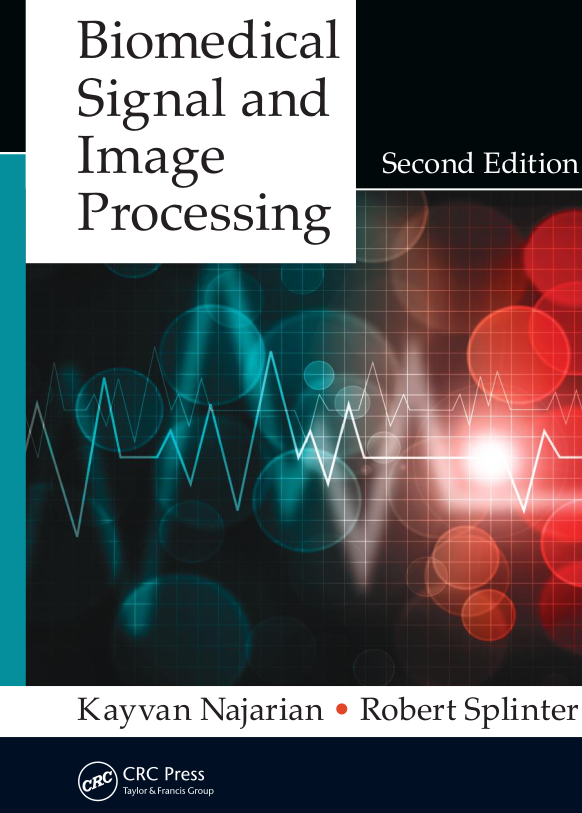 Biomedical
Signal and
Image
Processing
Second Edition
Kayvan Najarian • Robert Splinter
CRC
CRC Press
Taylor & Francis Group